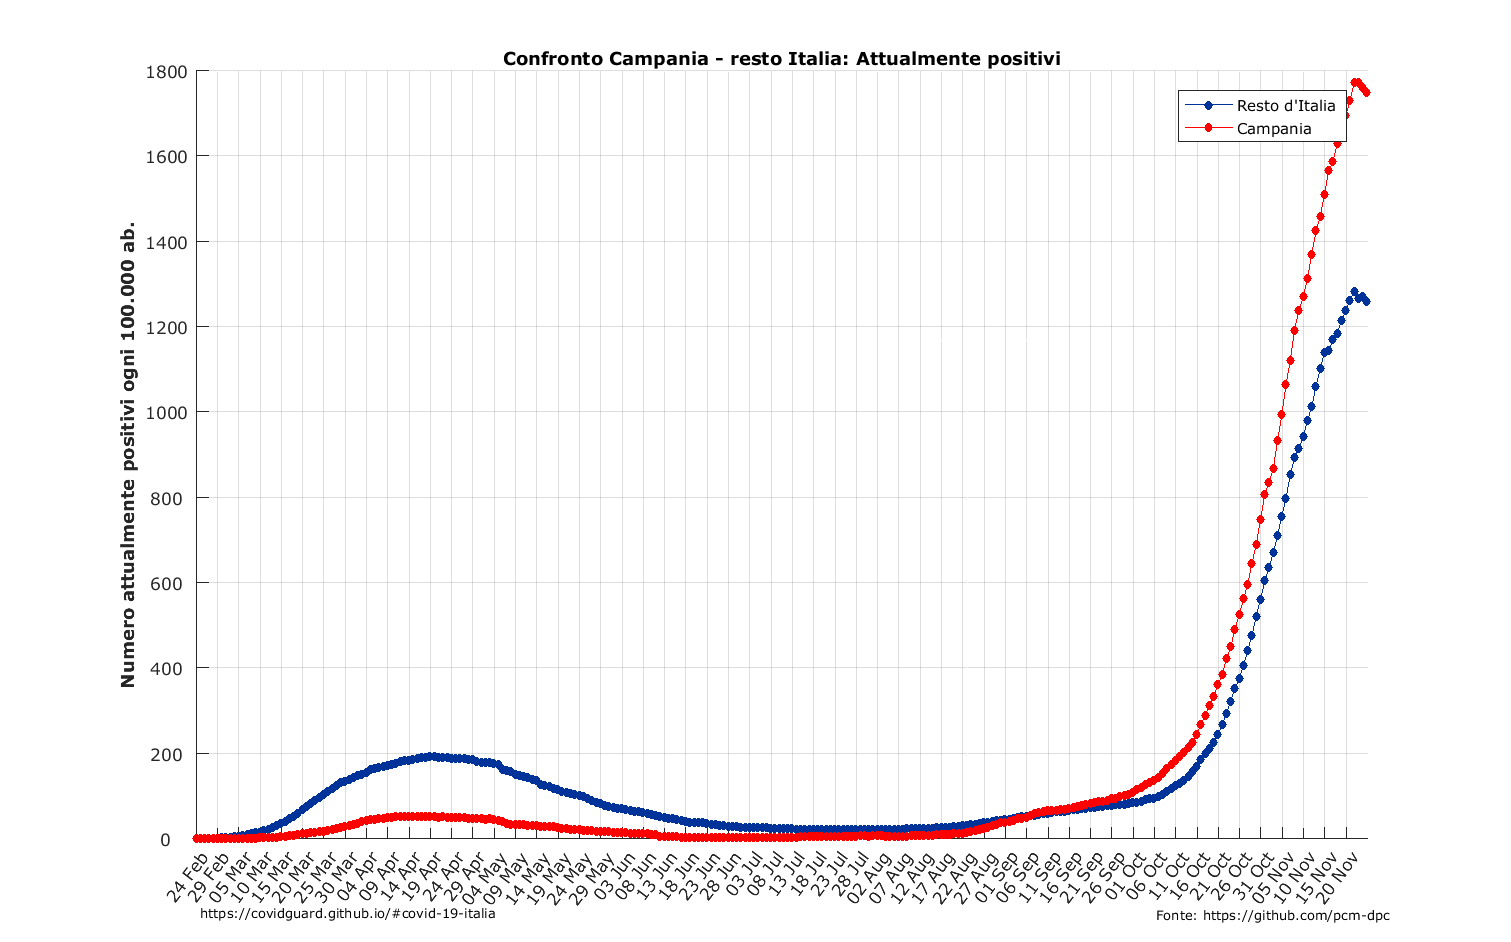 Confronto Campania - resto Italia: Attualmente positivi
Numero attualmente positivi ogni 100.000 ab.
1800
1600
1400
1200
1000
800
600
400
200
0
Resto d'Italia
Campania
24 Feb
29 Feb
05 Mar
10 Mar
15 Mar
20 Mar
25 Mar
30 Mar
04 Apr
09 Apr
14 Apr
19 Apr
24 Apr
29 Apr
04 May
09 May
14 May
19 May
24 May
29 May
03 Jun
08 Jun
13 Jun
18 Jun
23 Jun
28 Jun
03 Jul
08 Jul
13 Jul
18 Jul
23 Jul
28 Jul
02 Aug
07 Aug
12 Aug
17 Aug
22 Aug
27 Aug
01 Sep
06 Sep
11 Sep
16 Sep
21 Sep
26 Sep
01 Oct
06 Oct
11 Oct
16 Oct
21 Oct
26 Oct
31 Oct
05 Nov
10 Nov
15 Nov
20 Nov
https://covidguard.github.io/#covid-19-italia
Fonte: https://github.com/pcm-dpc